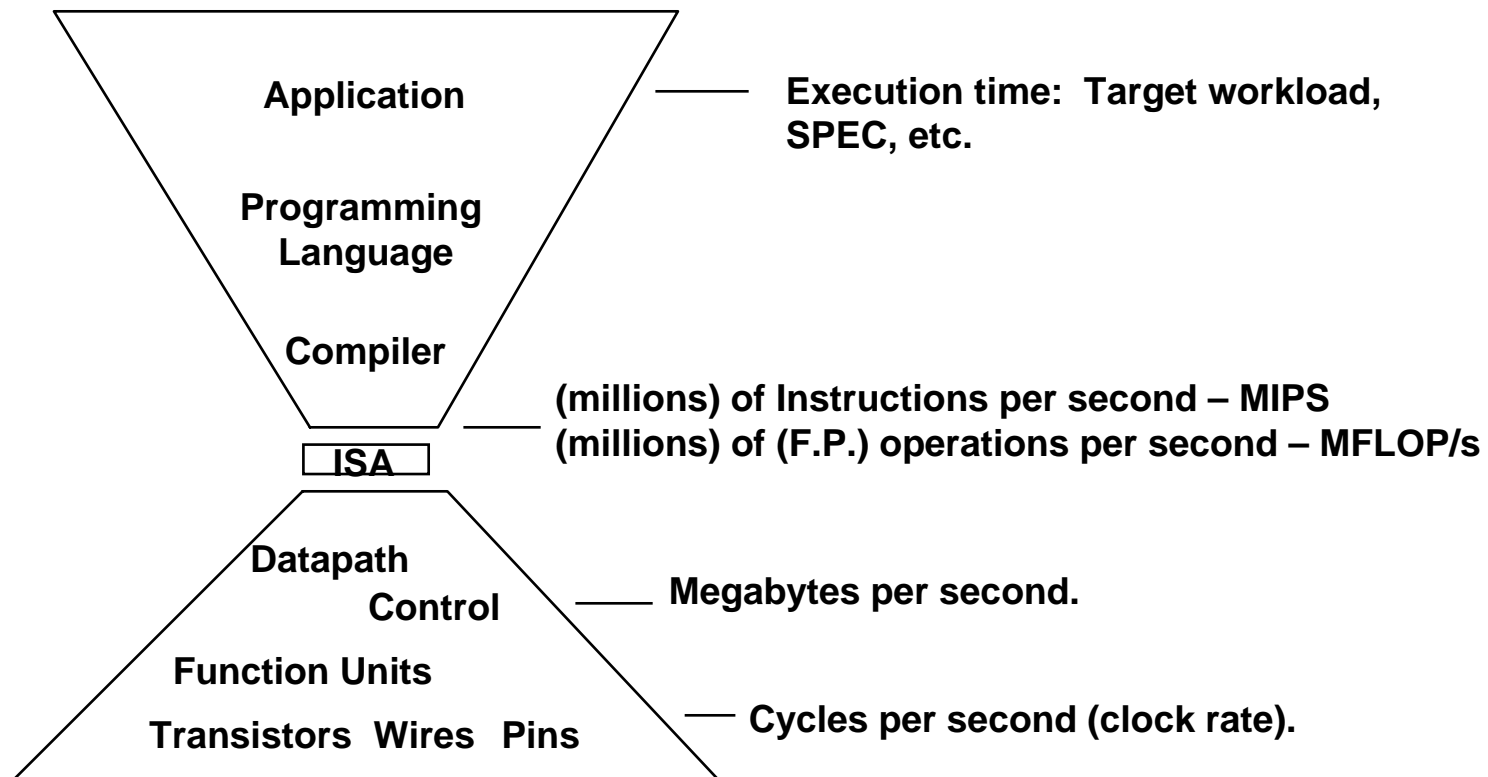 Application
Execution time: Target workload,
SPEC, etc.
Programming
Language
Compiler
(millions) of Instructions per second – MIPS
(millions) of (F.P.) operations per second – MFLOP/s
ISA
Datapath
Control
Megabytes per second.
Function Units
Cycles per second (clock rate).
Transistors Wires Pins